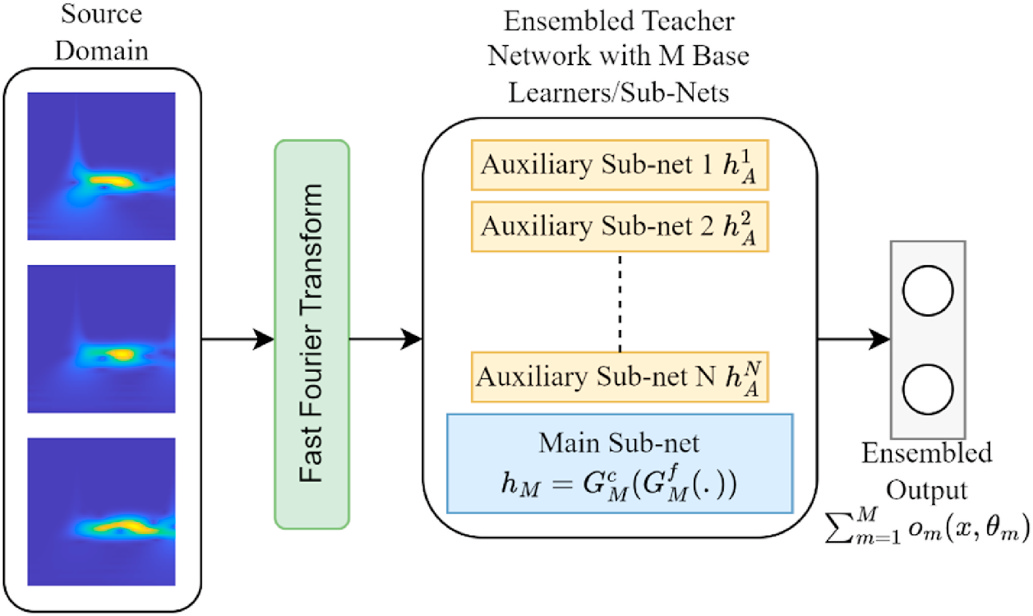 Source
Domain
Fast Fourier Transform
Ensembled Teacher
Network with M Base
Learners/Sub-Nets
Auxiliary Sub-net 1 $h_A^1$
Auxiliary Sub-net 2 $h_A^2$
Auxiliary Sub-net N $h_A^N$
Main Sub-net
$h_M = G_M^c(G_M^f(.))$
Ensembled
Output
$\sum_{m=1}^{M} o_m(x, \theta_m)$